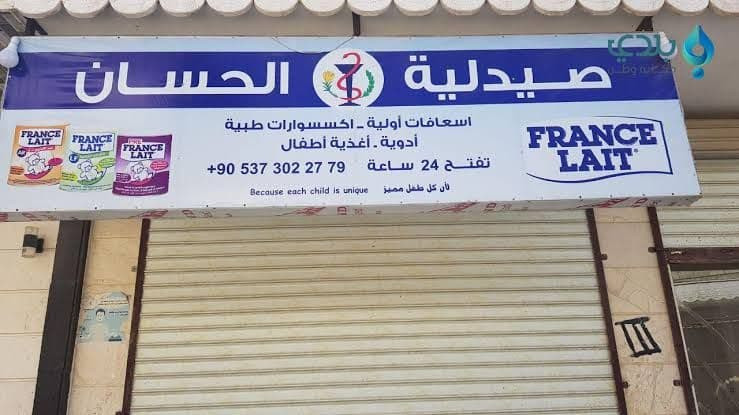 بلدي
صيدلية الحسان
اسعافات أولية - اكسسوارات طبية
أدوية - أغذية أطفال
تفتح 24 ساعة +90 537 302 27 79
لأن كل طفل مميز Because each child is unique
FRANCE LAIT
FRANCE LAIT
FRANCE LAIT
FRANCE
LAIT